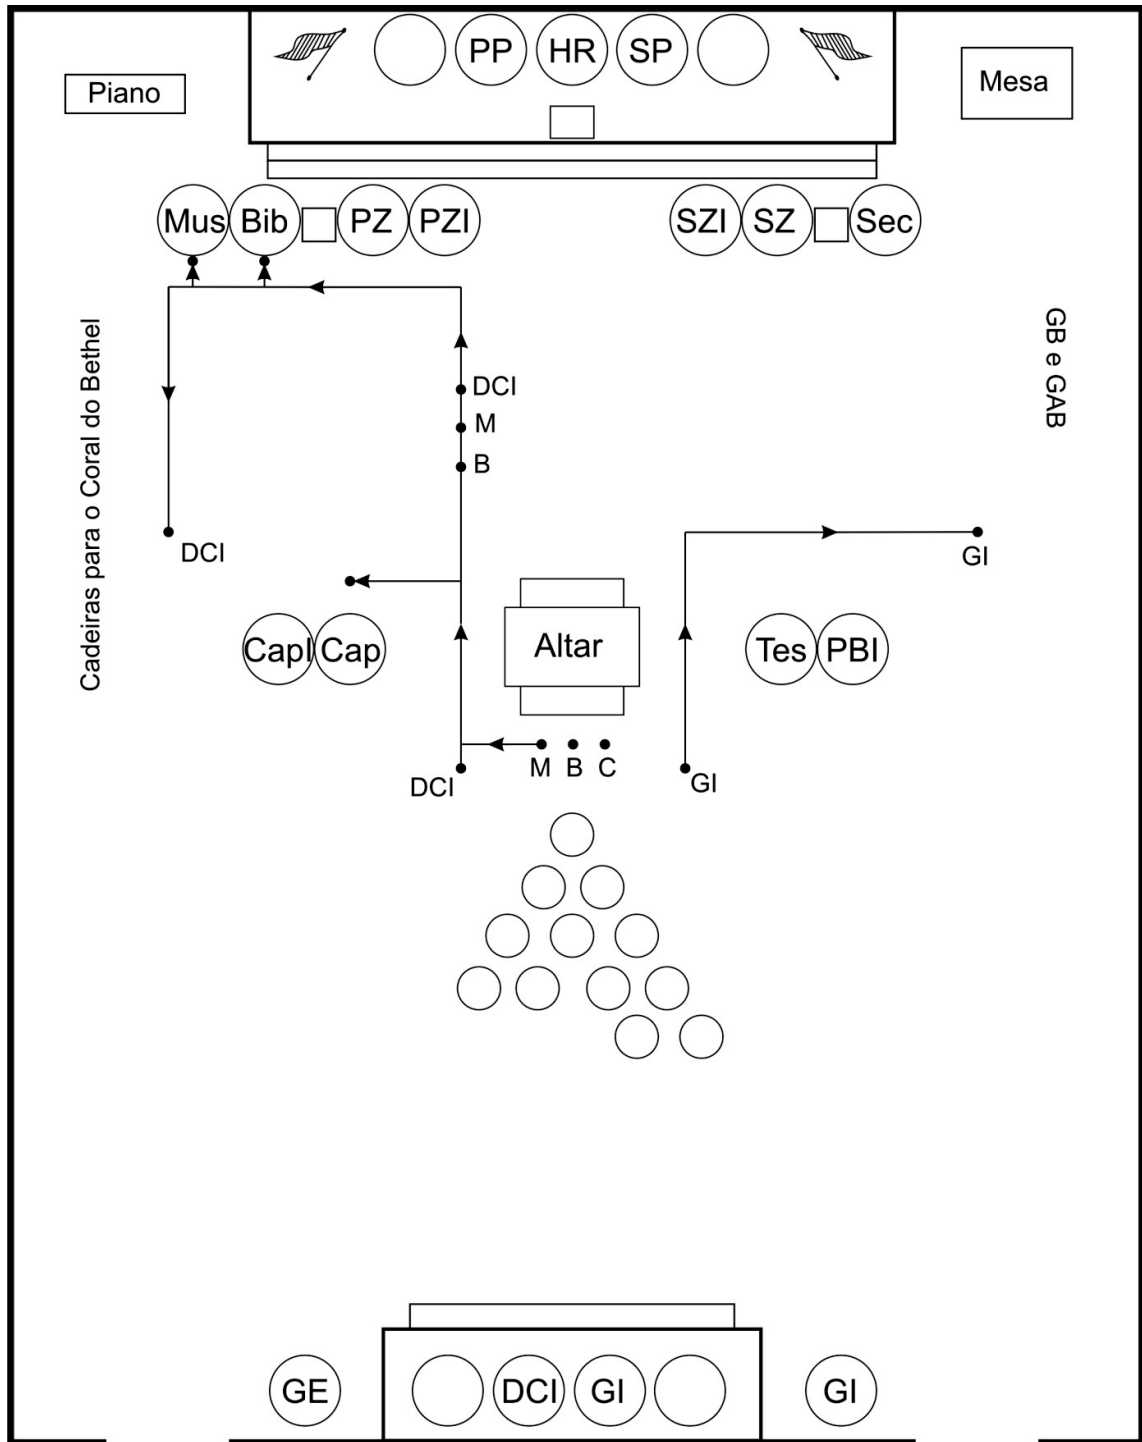 PP HR SP
Piano
Mesa
Mus Bib PZ PZI SZI SZ Sec
Cadeiras para o Coral do Bethel
GB e GAB
DCI
M
B
DCI
GI
CapI Cap
Altar
Tes PBI
M B C
DCI
GI
GE DCI GI GI